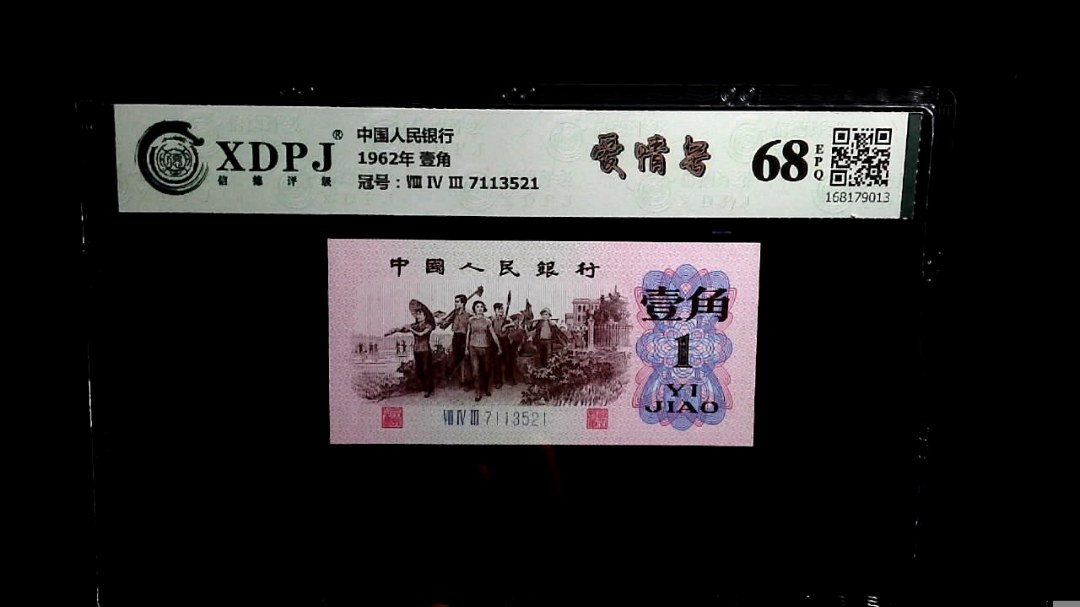 XDPJ®
信德评级
中国人民银行
1962年 壹角
冠号：Ⅷ Ⅳ Ⅲ 7113521
爱情号
68
EPQ
168179013
中國人民銀行
壹角
1
YI
JIAO
Ⅷ Ⅳ Ⅲ 7113521